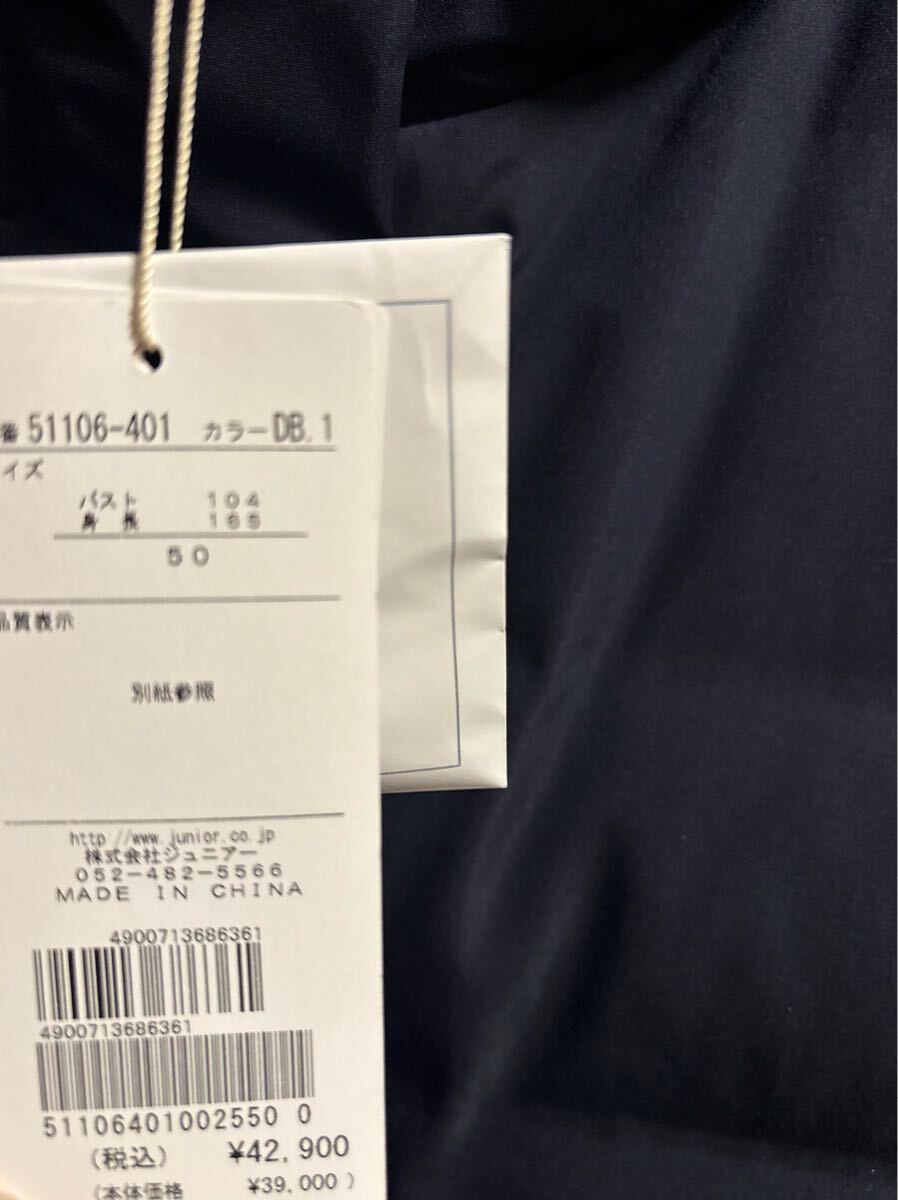 番 51106-401 カラーDB.1
イズ
バスト 104
身長 165
50
品質表示
別紙参照
http://www.junior.co.jp
株式会社ジュニアー
052-482-5566
MADE IN CHINA
4900713686361
4900713686361
51106401002550 0
(税込) ¥42,900
(本体価格 ¥39,000)